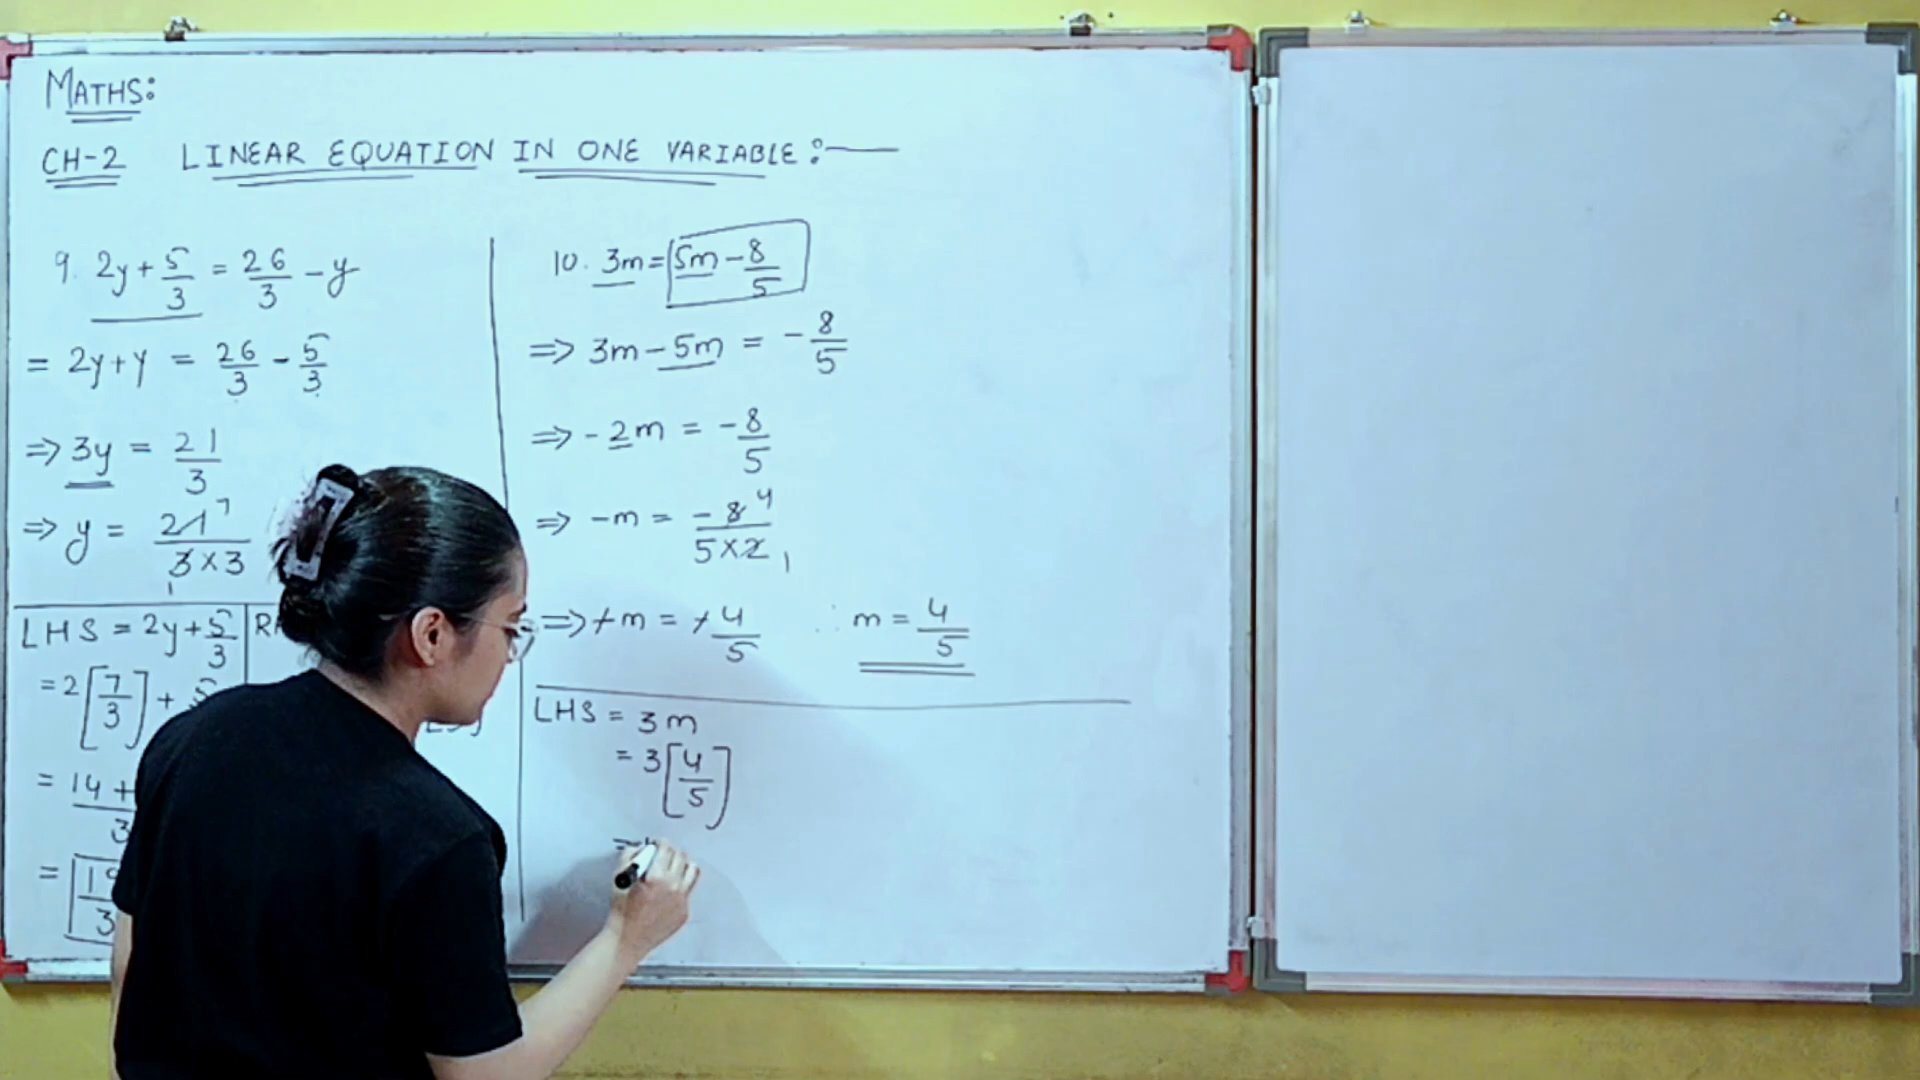 MATHS:
CH-2 LINEAR EQUATION IN ONE VARIABLE:—
9. 2y + 5/3 = 26/3 - y
= 2y + y = 26/3 - 5/3
⇒ 3y = 21/3
⇒ y = 21 7/3 × 3 1
LHS = 2y + 5/3
= 2[7/3] +
= 14 +
= 
10. 3m = 5m - 8/5
⇒ 3m - 5m = - 8/5
⇒ - 2m = - 8/5
⇒ - m = - 8 4/5 × 2 1
⇒ + m = + 4/5 ∴ m = 4/5
LHS = 3m
= 3[4/5]
=